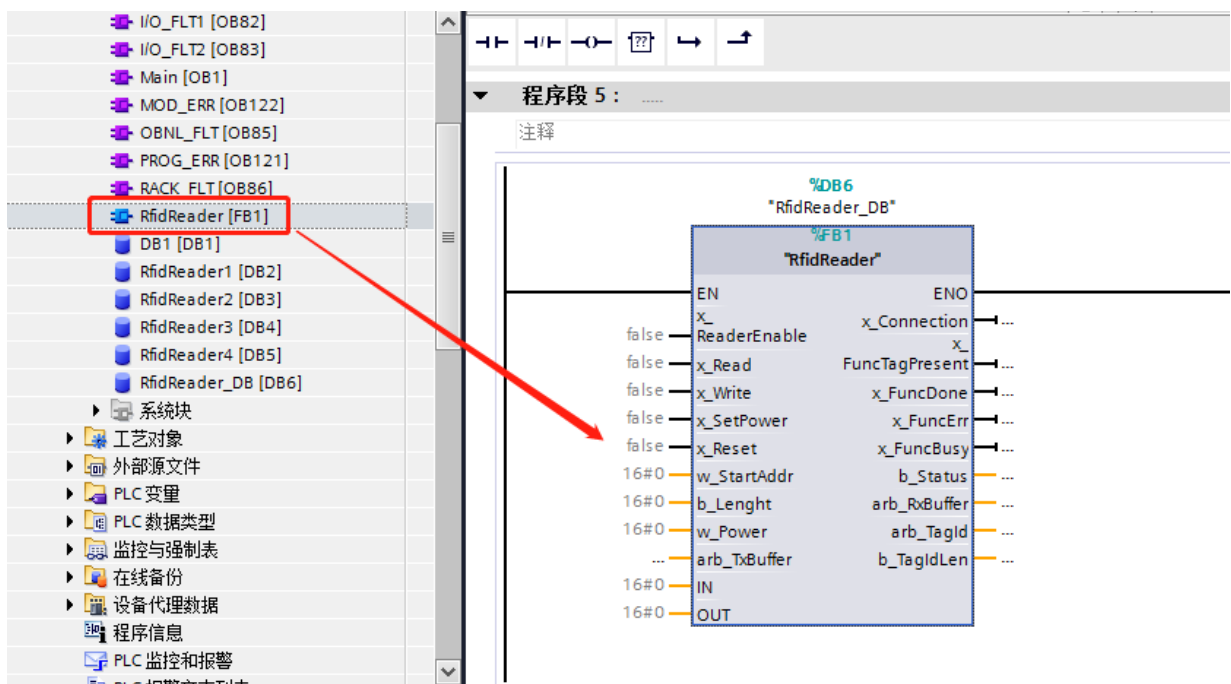 I/O_FLT1 [OB82]
I/O_FLT2 [OB83]
Main [OB1]
MOD_ERR [OB122]
OBNL_FLT [OB85]
PROG_ERR [OB121]
RACK_FLT [OB86]
RfidReader [FB1]
DB1 [DB1]
RfidReader1 [DB2]
RfidReader2 [DB3]
RfidReader3 [DB4]
RfidReader4 [DB5]
RfidReader_DB [DB6]
系统块
工艺对象
外部源文件
PLC 变量
PLC 数据类型
监控与强制表
在线备份
设备代理数据
程序信息
PLC 监控和报警
??
程序段 5： .....
注释
%DB6
"RfidReader_DB"
%FB1
"RfidReader"
EN ENO
false x_ReaderEnable x_Connection ...
false x_Read x_FuncTagPresent ...
false x_Write x_FuncDone ...
false x_SetPower x_FuncErr ...
false x_Reset x_FuncBusy ...
16#0 w_StartAddr b_Status ...
16#0 b_Lenght arb_RxBuffer ...
16#0 w_Power arb_TagId ...
... arb_TxBuffer b_TagIdLen ...
16#0 IN
16#0 OUT